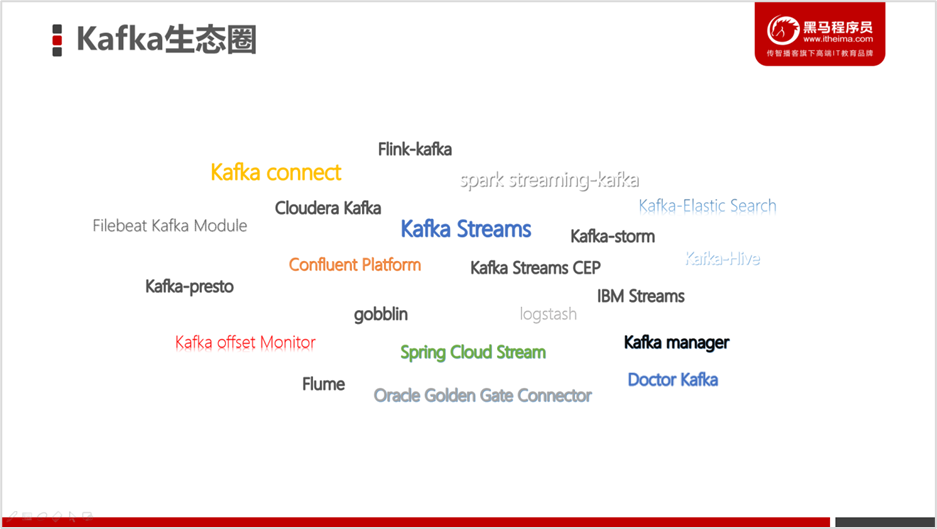 Kafka生态圈
黑马程序员
www.itheima.com
传智播客旗下高端IT教育品牌
Flink-kafka
Kafka connect
spark streaming-kafka
Cloudera Kafka
Kafka-Elastic Search
Filebeat Kafka Module
Kafka Streams
Kafka-storm
Kafka-Hive
Confluent Platform
Kafka Streams CEP
Kafka-presto
IBM Streams
gobblin
logstash
Kafka offset Monitor
Spring Cloud Stream
Kafka manager
Flume
Doctor Kafka
Oracle Golden Gate Connector